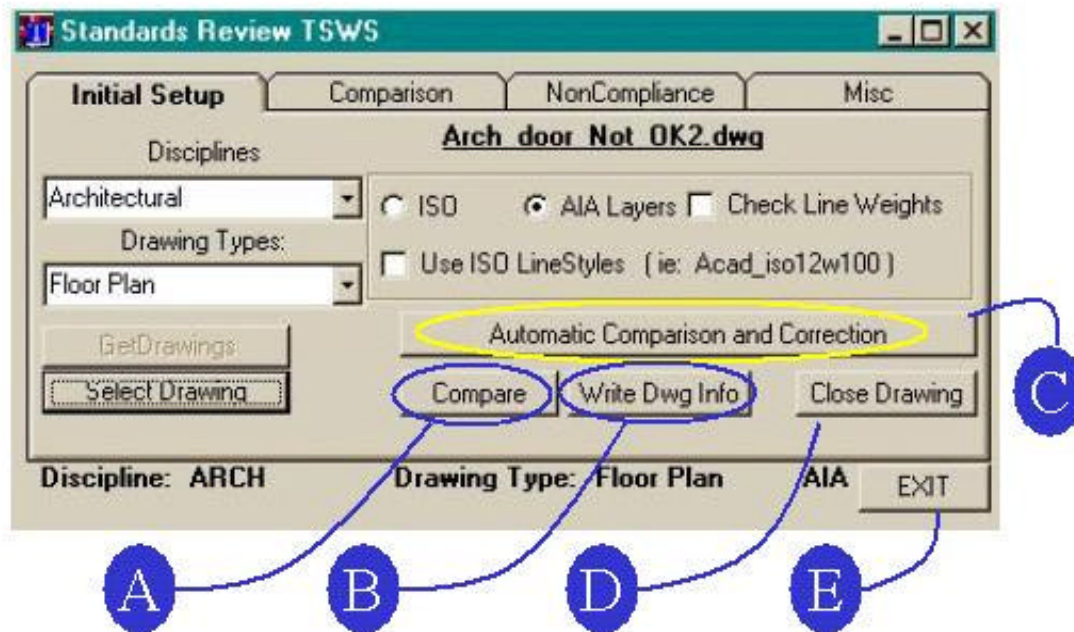 Standards Review TSWS
Initial Setup Comparison NonCompliance Misc
Arch_door_Not_OK2.dwg
Disciplines
Architectural
ISO AIA Layers Check Line Weights
Drawing Types:
Use ISO LineStyles ( ie: Acad_iso12w100 )
Floor Plan
Automatic Comparison and Correction
GetDrawings
Select Drawing Compare Write Dwg Info Close Drawing
C
Discipline: ARCH Drawing Type: Floor Plan AIA EXIT
A B D E